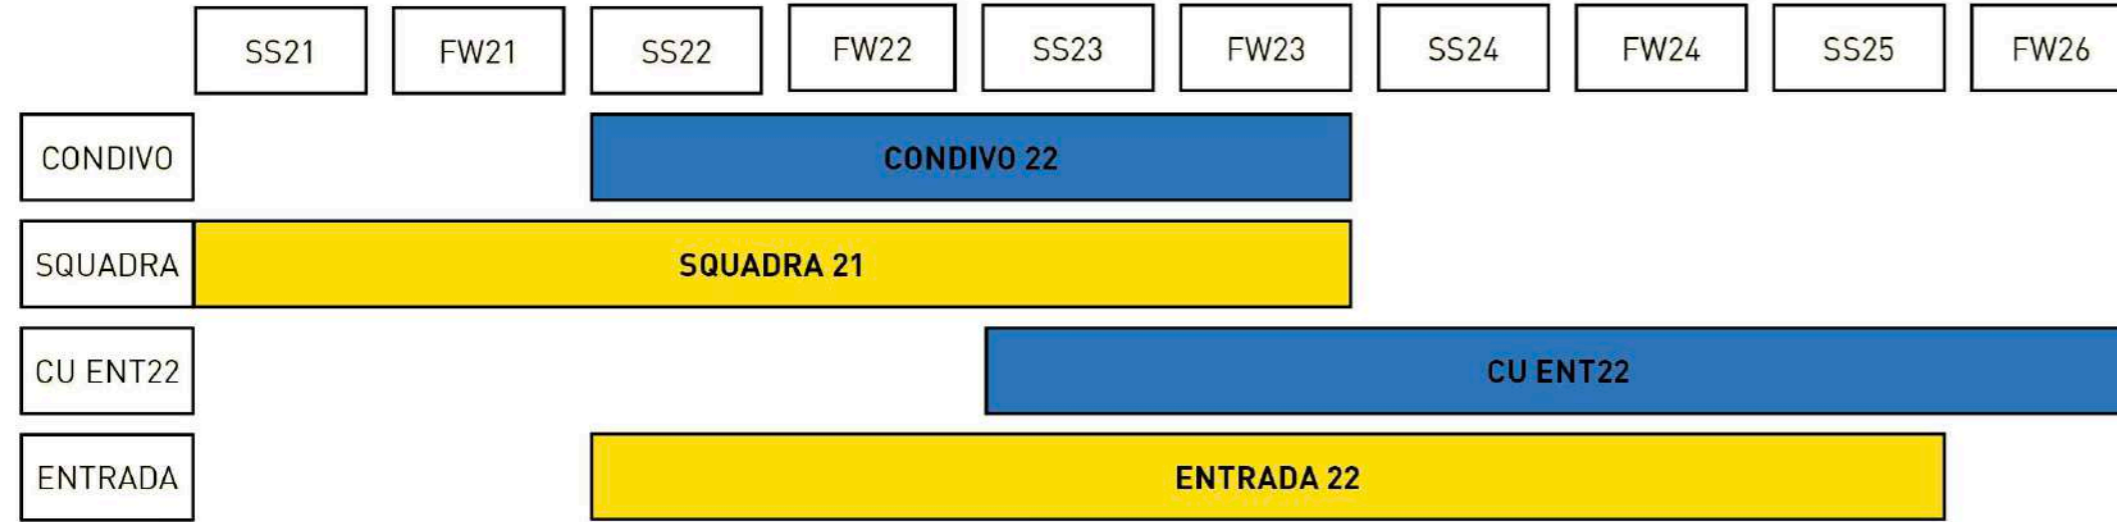 SS21 FW21 SS22 FW22 SS23 FW23 SS24 FW24 SS25 FW26
CONDIVO CONDIVO 22
SQUADRA SQUADRA 21
CU ENT22 CU ENT22
ENTRADA ENTRADA 22